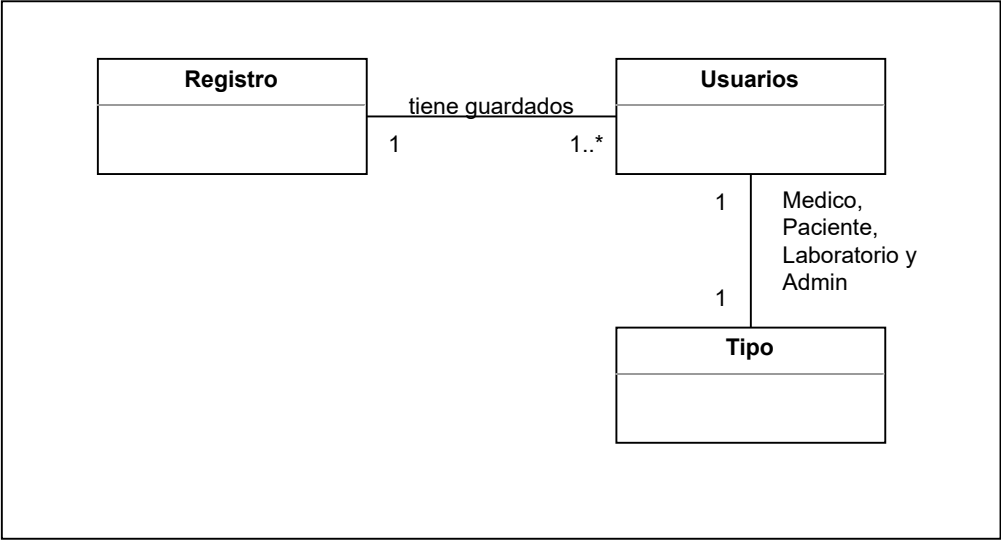 Registro
Usuarios
tiene guardados
1
1..*
1
Medico,
Paciente,
Laboratorio y
Admin
1
Tipo